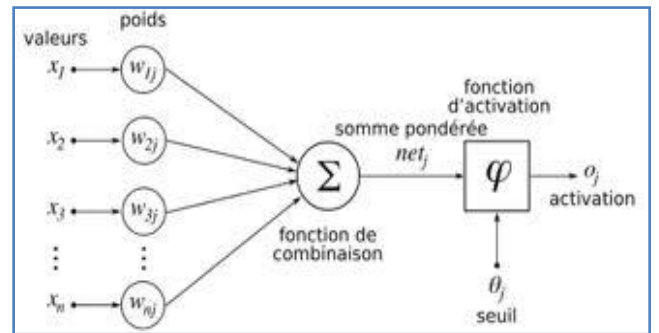 poids
valeurs
x₁ w₁ⱼ
fonction
d'activation
somme pondérée
x₂ w₂ⱼ
netⱼ
Σ φ oⱼ
activation
x₃ w₃ⱼ
fonction de
combinaison
⋮ ⋮
θⱼ
xₙ wₙⱼ
seuil